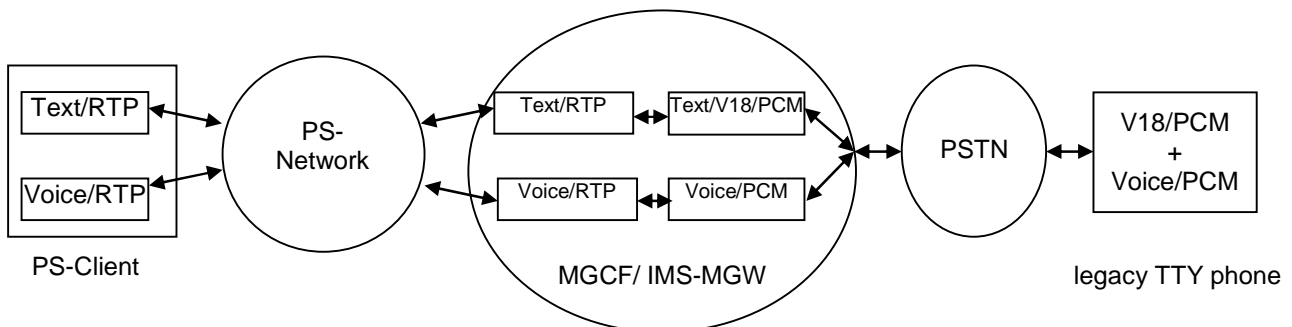 Text/RTP
Voice/RTP
PS-Client
PS-
Network
Text/RTP
Text/V18/PCM
Voice/RTP
Voice/PCM
MGCF/ IMS-MGW
PSTN
V18/PCM
+
Voice/PCM
legacy TTY phone